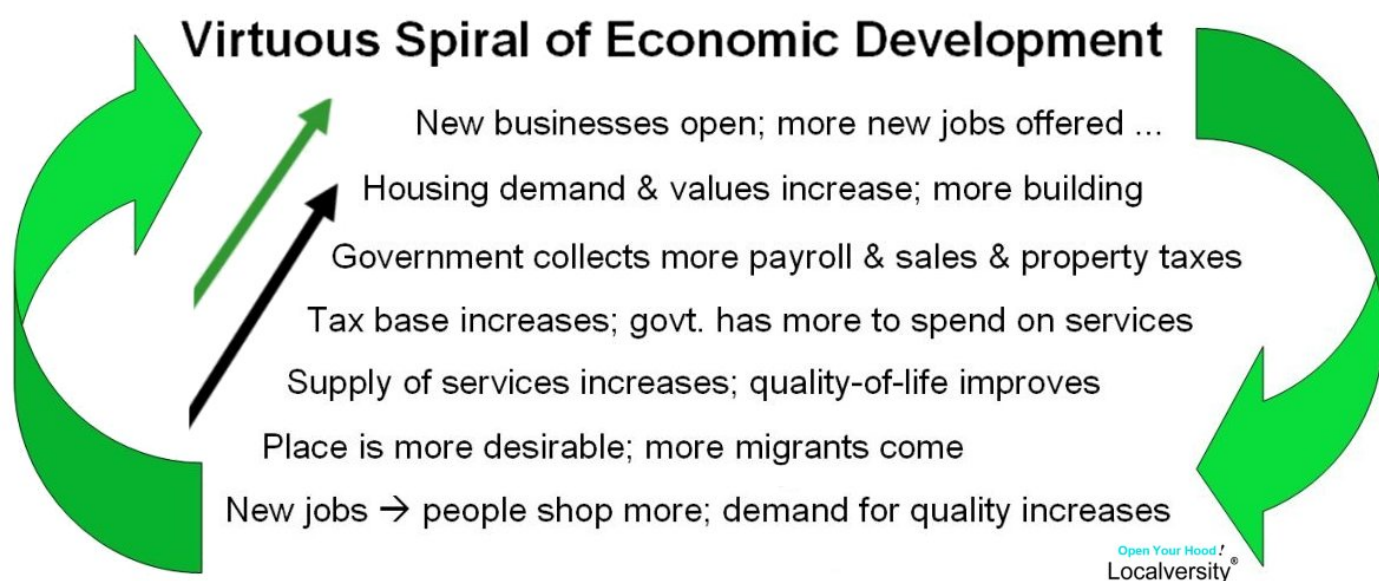 Virtuous Spiral of Economic Development
New businesses open; more new jobs offered ...
Housing demand & values increase; more building
Government collects more payroll & sales & property taxes
Tax base increases; govt. has more to spend on services
Supply of services increases; quality-of-life improves
Place is more desirable; more migrants come
New jobs → people shop more; demand for quality increases
Open Your Hood!
Localversity®